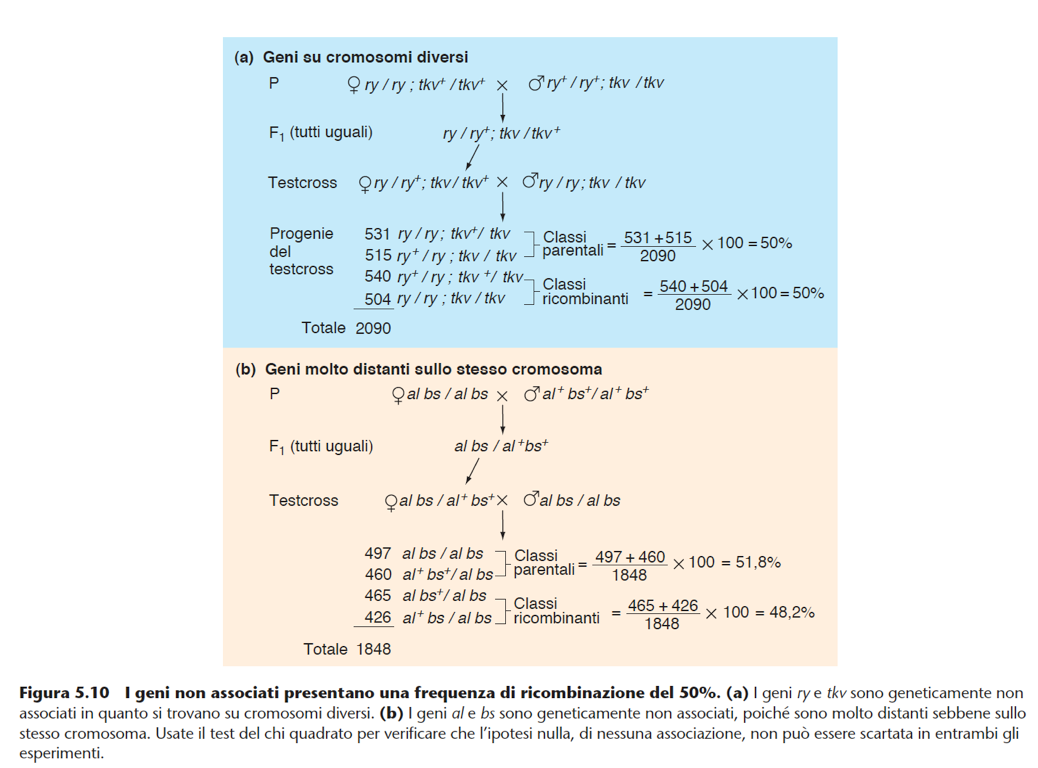 (a) Geni su cromosomi diversi
P ♀ ry / ry ; tkv⁺ / tkv⁺ × ♂ ry⁺ / ry⁺; tkv / tkv
F₁ (tutti uguali) ry / ry⁺; tkv / tkv⁺
Testcross ♀ ry / ry⁺; tkv / tkv⁺ × ♂ ry / ry; tkv / tkv
Progenie del testcross
531 ry / ry ; tkv⁺/ tkv
515 ry⁺ / ry ; tkv / tkv
Classi parentali = 531 + 515 / 2090 × 100 = 50%
540 ry⁺ / ry ; tkv ⁺/ tkv
504 ry / ry ; tkv / tkv
Classi ricombinanti = 540 + 504 / 2090 × 100 = 50%
Totale 2090
(b) Geni molto distanti sullo stesso cromosoma
P ♀ al bs / al bs × ♂ al⁺ bs⁺/ al⁺ bs⁺
F₁ (tutti uguali) al bs / al ⁺bs⁺
Testcross ♀ al bs / al⁺ bs⁺ × ♂ al bs / al bs
497 al bs / al bs
460 al⁺ bs⁺/ al bs
Classi parentali = 497 + 460 / 1848 × 100 = 51,8%
465 al bs⁺/ al bs
426 al⁺ bs / al bs
Classi ricombinanti = 465 + 426 / 1848 × 100 = 48,2%
Totale 1848
Figura 5.10 I geni non associati presentano una frequenza di ricombinazione del 50%. (a) I geni ry e tkv sono geneticamente non
associati in quanto si trovano su cromosomi diversi. (b) I geni al e bs sono geneticamente non associati, poiché sono molto distanti sebbene sullo
stesso cromosoma. Usate il test del chi quadrato per verificare che l'ipotesi nulla, di nessuna associazione, non può essere scartata in entrambi gli
esperimenti.